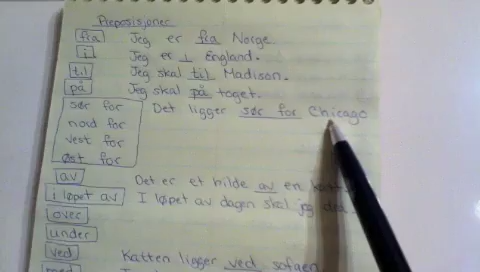 Preposisjoner
fra Jeg er fra Norge
i Jeg er i England.
til Jeg skal til Madison.
på Jeg skal på toget.
sør for Det ligger sør for Chicago
nord for
vest for
øst for
av Det er et bilde av en
i løpet av I løpet av dagen skal jeg
over
under
ved Katten ligger ved sofaen